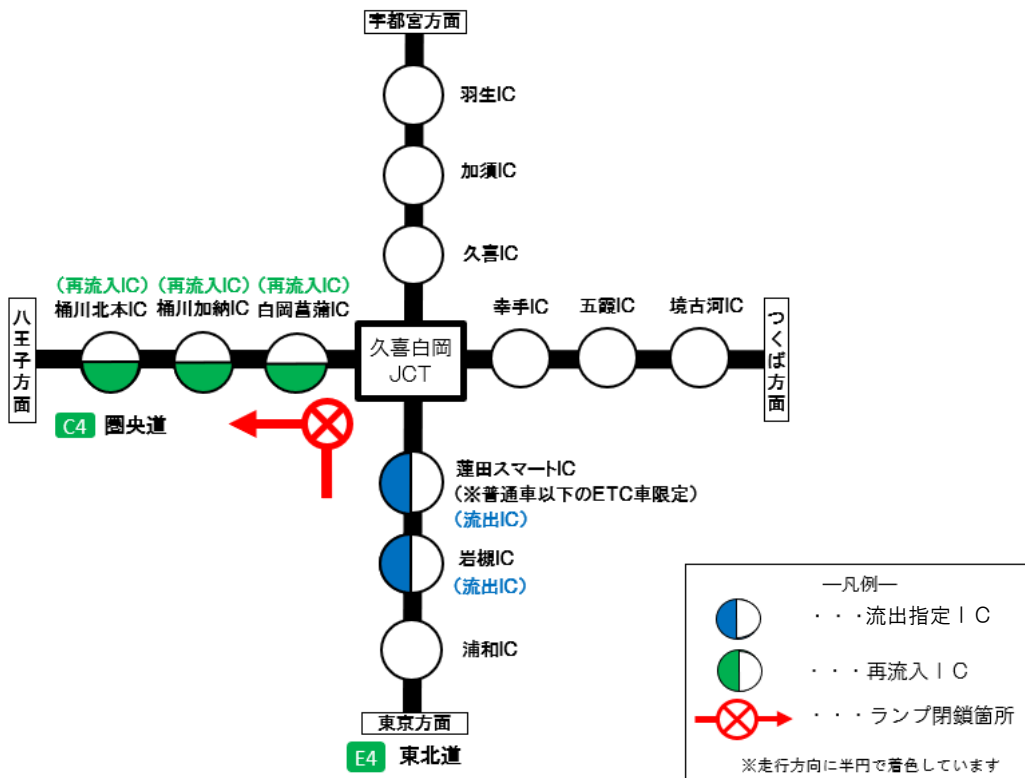 宇都宮方面
羽生IC
加須IC
久喜IC
(再流入IC)
桶川北本IC
(再流入IC)
桶川加納IC
(再流入IC)
白岡菖蒲IC
幸手IC
五霞IC
境古河IC
八王子方面
久喜白岡
JCT
つくば方面
C4 圏央道
蓮田スマートIC
(※普通車以下のETC車限定)
(流出IC)
岩槻IC
(流出IC)
浦和IC
東京方面
E4 東北道
―凡例―
・・・流出指定IC
・・・再流入IC
・・・ランプ閉鎖箇所
※走行方向に半円で着色しています